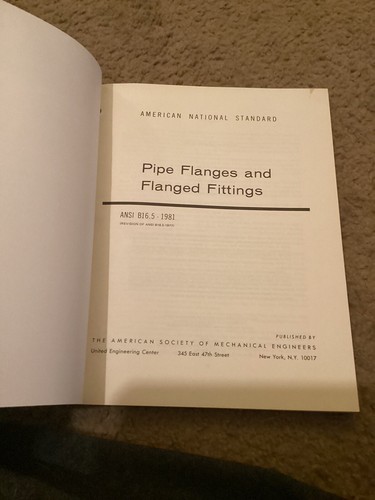 AMERICAN NATIONAL STANDARD
Pipe Flanges and
Flanged Fittings
ANSI B16.5 - 1981
PUBLISHED BY
THE AMERICAN SOCIETY OF MECHANICAL ENGINEERS
United Engineering Center 345 East 47th Street New York, N.Y. 10017